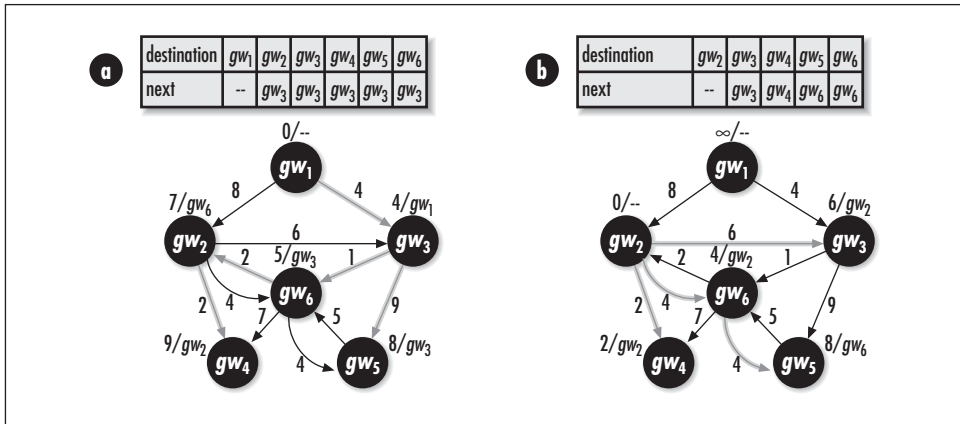 a
destination gw1 gw2 gw3 gw4 gw5 gw6
next -- gw3 gw3 gw3 gw3 gw3
0/--
gw1
8
4
7/gw6
4/gw1
gw2
6
gw3
5/gw3
2
1
gw6
2
4
7
5
9
9/gw2
8/gw3
gw4
4
gw5
b
destination gw2 gw3 gw4 gw5 gw6
next -- gw3 gw4 gw6 gw6
∞/--
gw1
8
4
0/--
6/gw2
gw2
6
gw3
4/gw2
2
1
gw6
2
4
7
5
9
2/gw2
8/gw6
gw4
4
gw5